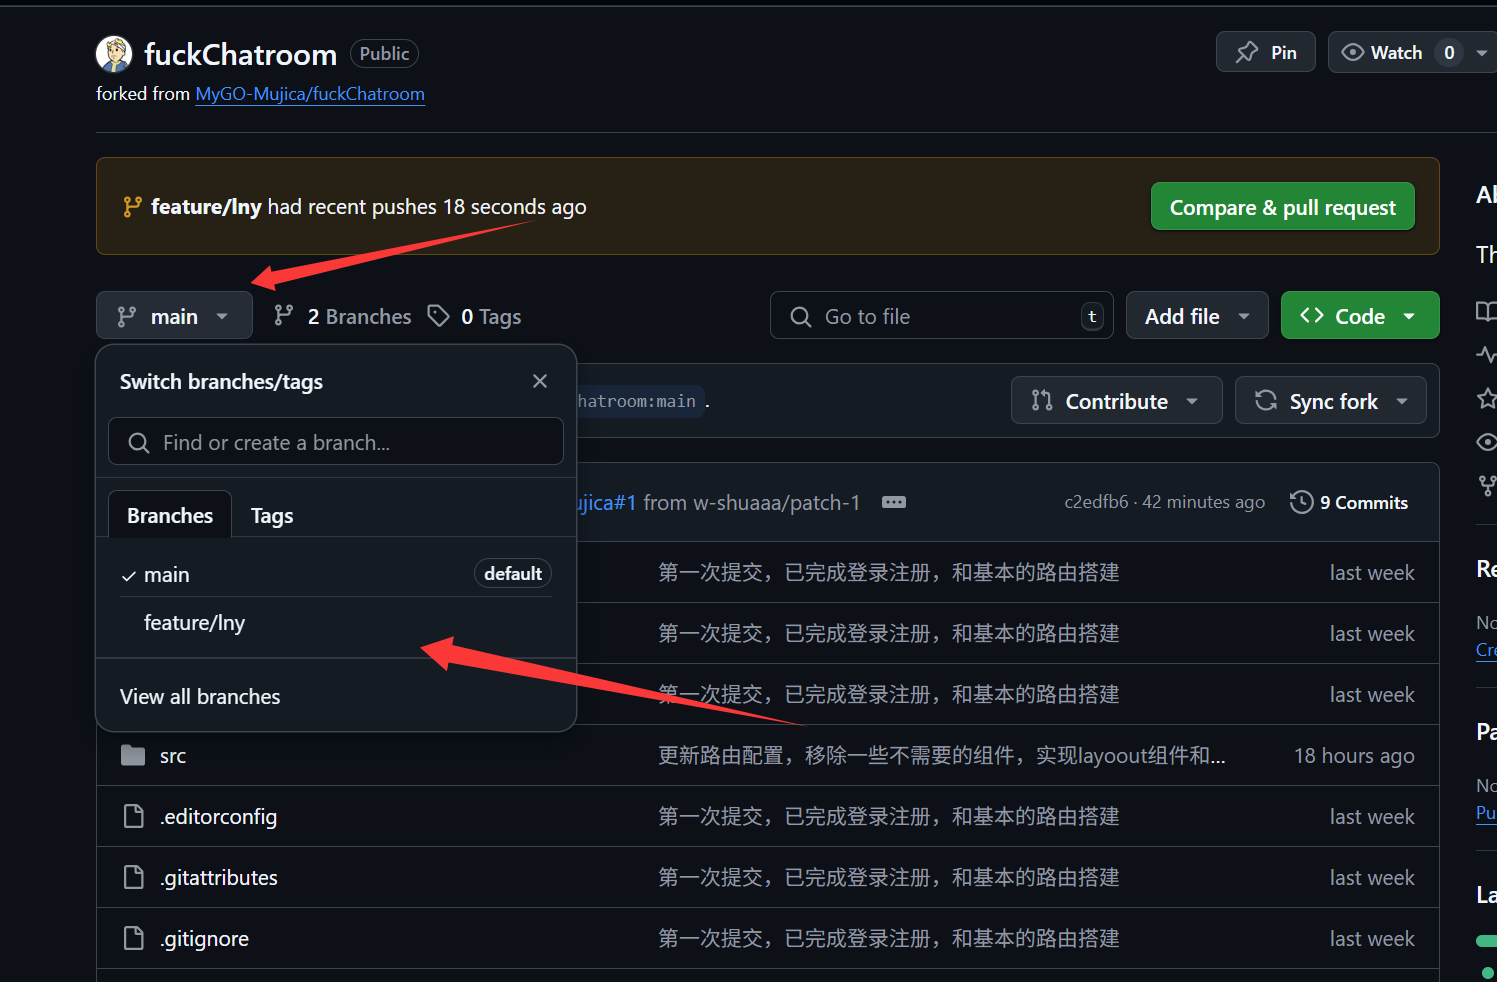 fuckChatroom Public
Pin
Watch 0
forked from MyGO-Mujica/fuckChatroom
feature/lny had recent pushes 18 seconds ago
Compare & pull request
main
2 Branches
0 Tags
Go to file t
Add file
Code
Switch branches/tags
hatroom:main .
Contribute
Sync fork
Find or create a branch...
ujica#1 from w-shuaaa/patch-1
c2edfb6 · 42 minutes ago
9 Commits
Branches
Tags
main default
feature/lny
View all branches
第一次提交，已完成登录注册，和基本的路由搭建 last week
第一次提交，已完成登录注册，和基本的路由搭建 last week
第一次提交，已完成登录注册，和基本的路由搭建 last week
src 更新路由配置，移除一些不需要的组件，实现layoout组件和... 18 hours ago
.editorconfig 第一次提交，已完成登录注册，和基本的路由搭建 last week
.gitattributes 第一次提交，已完成登录注册，和基本的路由搭建 last week
.gitignore 第一次提交，已完成登录注册，和基本的路由搭建 last week
Th
Re
No
Cre
Pa
No
Pu
La